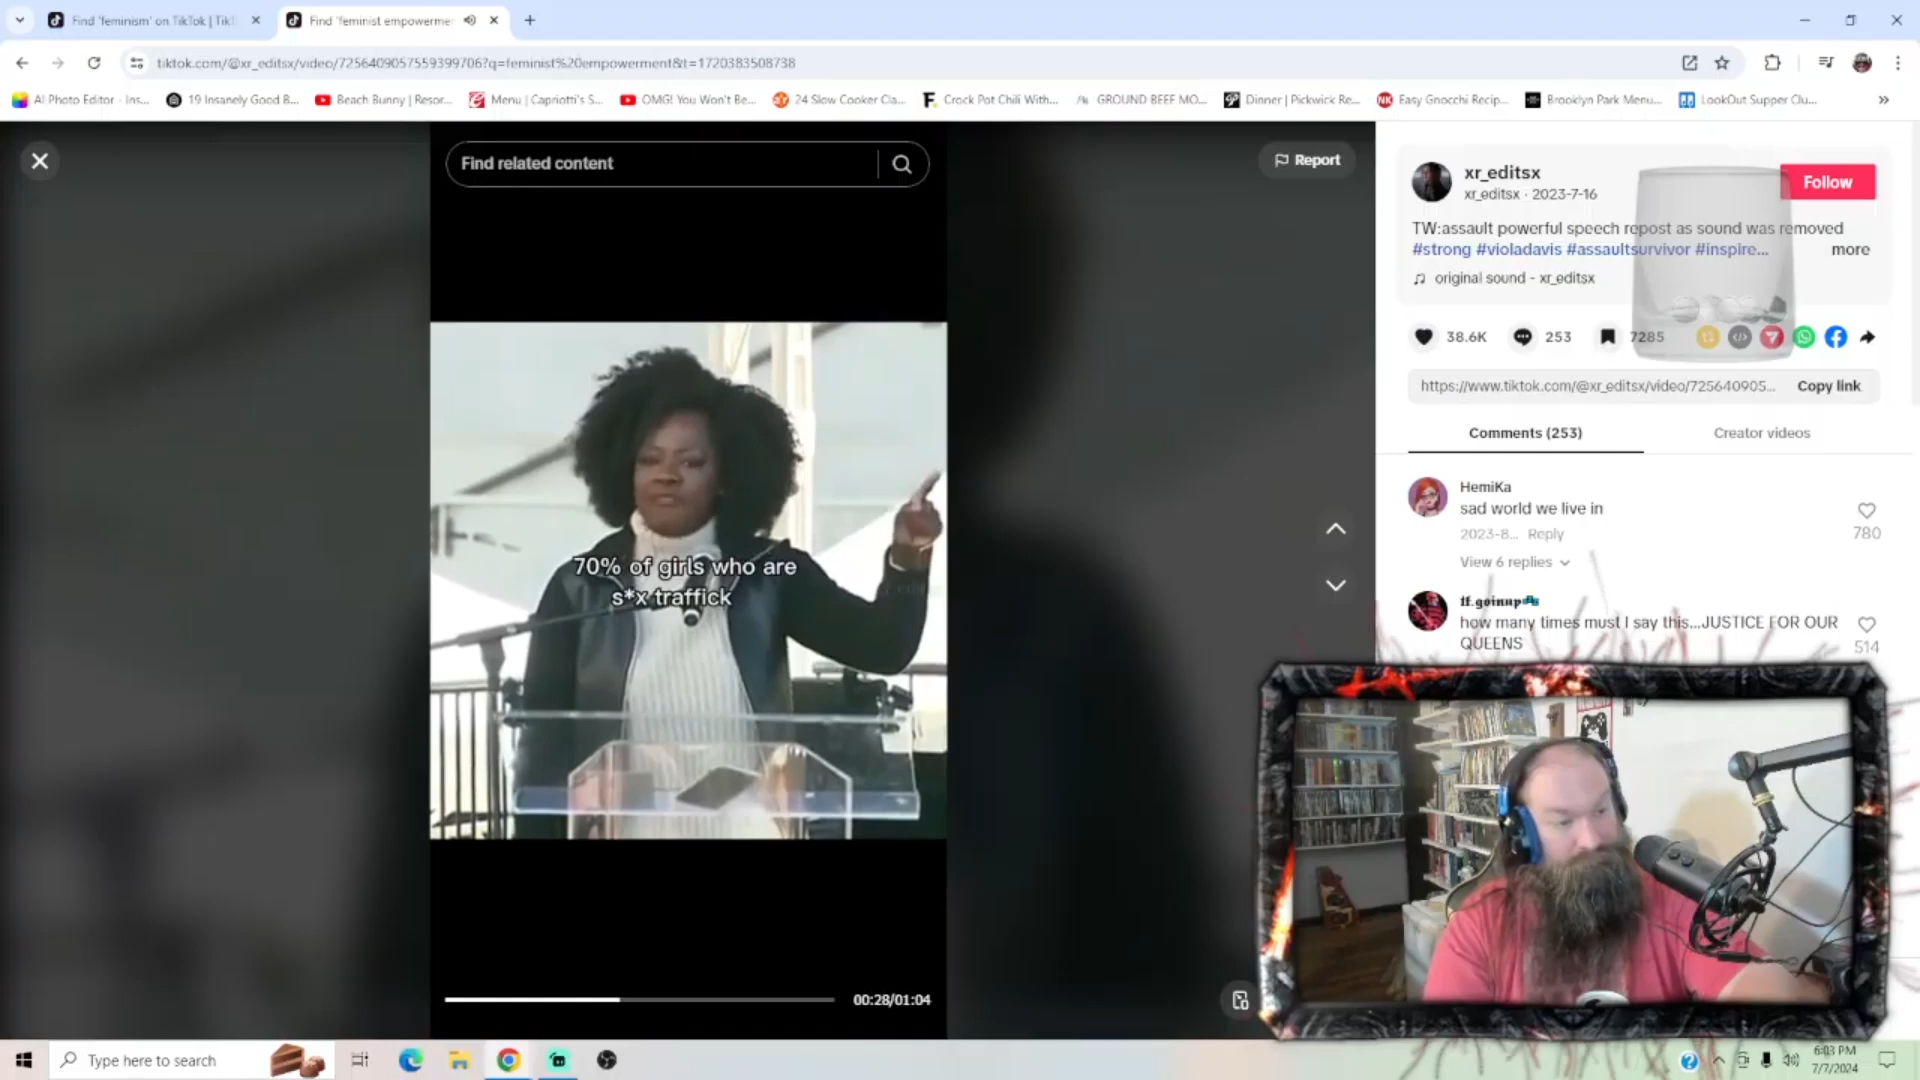 Find 'feminism' on TikTok | TikT
Find 'feminist empowermen
tiktok.com/@xr_editsx/video/7256409057559399706?q=feminist%20empowerment&t=1720383508738
AI Photo Editor - Ins...
19 Insanely Good B...
Beach Bunny | Resor...
Menu | Capriotti's S...
OMG! You Won't Be...
24 Slow Cooker Cla...
Crock Pot Chili With...
GROUND BEEF MO...
Dinner | Pickwick Re...
Easy Gnocchi Recip...
Brooklyn Park Menu...
LookOut Supper Clu...
Find related content
Report
70% of girls who are
s*x traffick
00:28/01:04
xr_editsx
xr_editsx · 2023-7-16
Follow
TW:assault powerful speech repost as sound was removed
#strong #violadavis #assaultsurvivor #inspire...
more
original sound - xr_editsx
38.6K
253
7285
https://www.tiktok.com/@xr_editsx/video/725640905...
Copy link
Comments (253)
Creator videos
HemiKa
sad world we live in
2023-8... Reply
780
View 6 replies
tf.goinup
how many times must I say this...JUSTICE FOR OUR
QUEENS
514
Type here to search
6:03 PM
7/7/2024